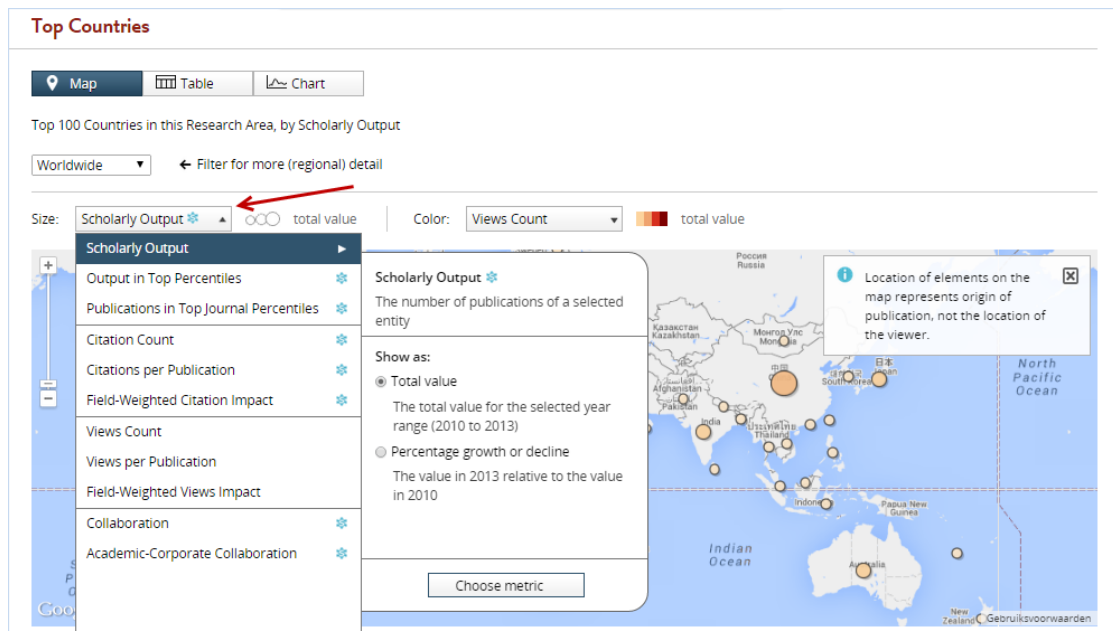 Top Countries
Map
Table
Chart
Top 100 Countries in this Research Area, by Scholarly Output
Worldwide ▼
← Filter for more (regional) detail
Size:
Scholarly Output
total value
Color:
Views Count
total value
Scholarly Output
Output in Top Percentiles
Publications in Top Journal Percentiles
Citation Count
Citations per Publication
Field-Weighted Citation Impact
Views Count
Views per Publication
Field-Weighted Views Impact
Collaboration
Academic-Corporate Collaboration
Scholarly Output
The number of publications of a selected
entity
Show as:
Total value
The total value for the selected year
range (2010 to 2013)
Percentage growth or decline
The value in 2013 relative to the value
in 2010
Choose metric
Location of elements on the
map represents origin of
publication, not the location of
the viewer.
Россия
Russia
Казахстан
Kazakhstan
Монгол Улс
Mongolia
中国
日本
Japan
South Korea
Afghanistan
Pakistan
India
ประเทศไทย
Thailand
Papua New
Guinea
North
Pacific
Ocean
Indian
Ocean
Australia
New
Zealand
Gebruiksvoorwaarden